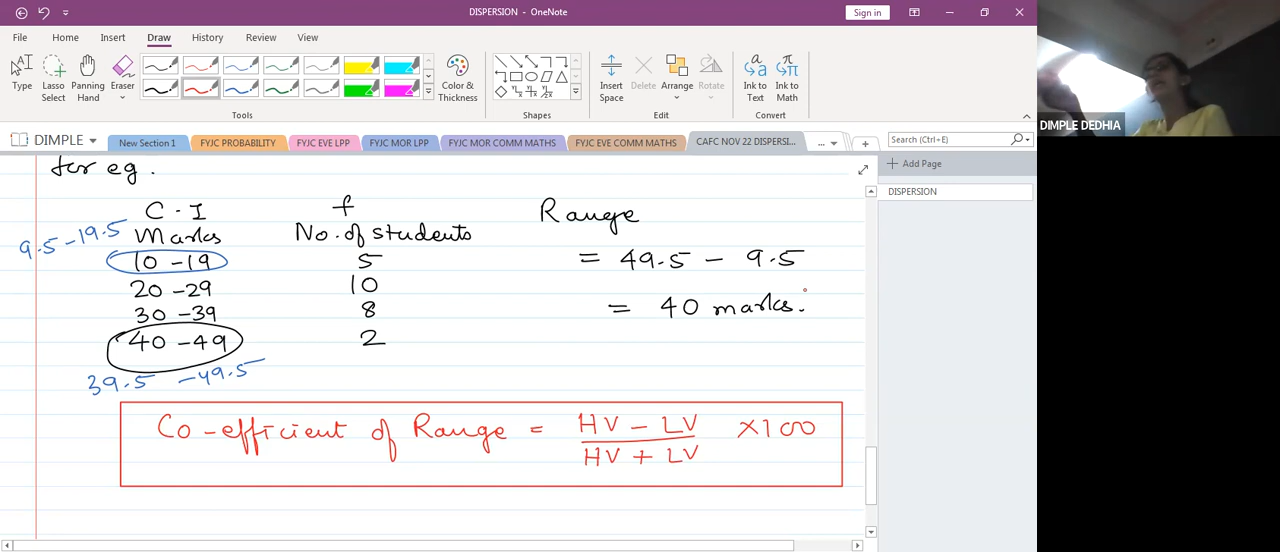 DISPERSION - OneNote
Sign in
File Home Insert Draw History Review View
Type
Lasso Select
Panning Hand
Eraser
Color & Thickness
Insert Space
Delete
Arrange
Rotate
Ink to Text
Ink to Math
Tools
Shapes
Edit
Convert
DIMPLE
New Section 1
FYJC PROBABILITY
FYJC EVE LPP
FYJC MOR LPP
FYJC MOR COMM MATHS
FYJC EVE COMM MATHS
CAFC NOV 22 DISPERSI...
Search (Ctrl+E)
Add Page
DISPERSION
DIMPLE DEDHIA
for eg.
C-I f
Marks No. of students
9.5-19.5
10-19 5
20-29 10
30-39 8
40-49 2
39.5-49.5
Range
= 49.5 - 9.5
= 40 marks.
Co-efficient of Range = HV - LV ×100
HV + LV